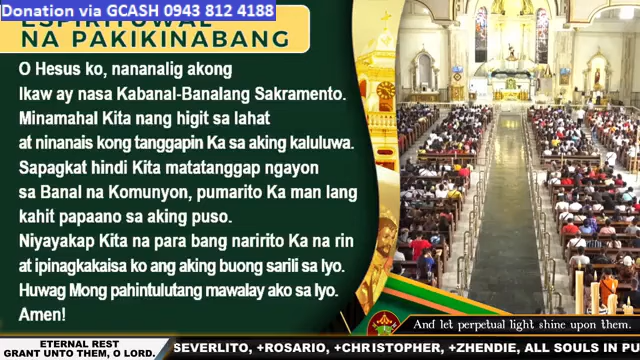 Donation via GCASH 0943 812 4188
ESPIRITUWAL
NA PAKIKINABANG
O Hesus ko, nananalig akong
Ikaw ay nasa Kabanal-Banalang Sakramento.
Minamahal Kita nang higit sa lahat
at ninanais kong tanggapin Ka sa aking kaluluwa.
Sapagkat hindi Kita matatanggap ngayon
sa Banal na Komunyon, pumarito Ka man lang
kahit papaano sa aking puso.
Niyayakap Kita na para bang naririto Ka na rin
at ipinagkakaisa ko ang aking buong sarili sa Iyo.
Huwag Mong pahintulutang mawalay ako sa Iyo.
Amen!
And let perpetual light shine upon them.
ETERNAL REST
GRANT UNTO THEM, O LORD.
SEVERLITO, +ROSARIO, +CHRISTOPHER, +ZHENDIE, ALL SOULS IN PU